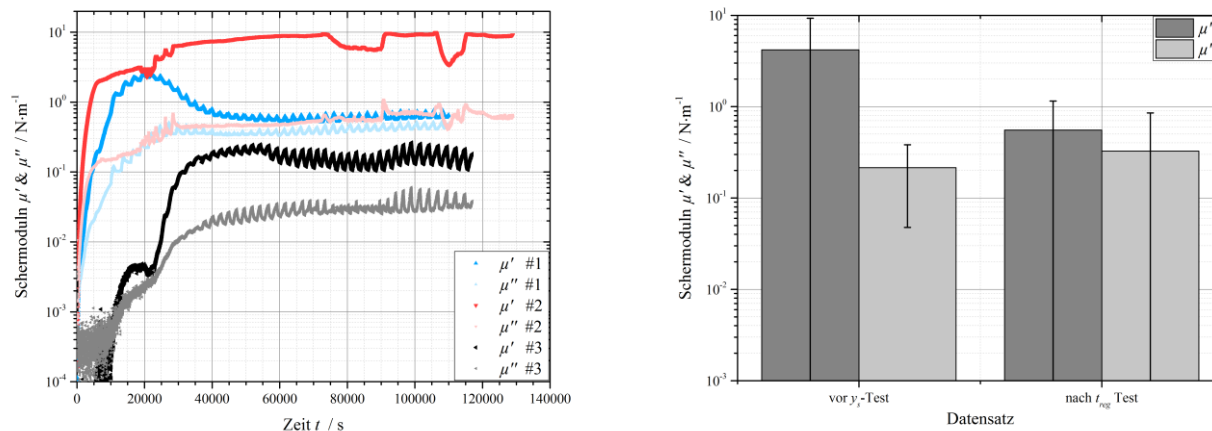 Schermoduln μ' & μ'' / N·m⁻¹
10¹
10⁰
10⁻¹
10⁻²
10⁻³
10⁻⁴
μ' #1
μ'' #1
μ' #2
μ'' #2
μ' #3
μ'' #3
0 20000 40000 60000 80000 100000 120000 140000
Zeit t / s
Schermoduln μ' & μ'' / N·m⁻¹
10¹
10⁰
10⁻¹
10⁻²
10⁻³
μ'
μ'
vor yₛ-Test nach t_reg Test
Datensatz